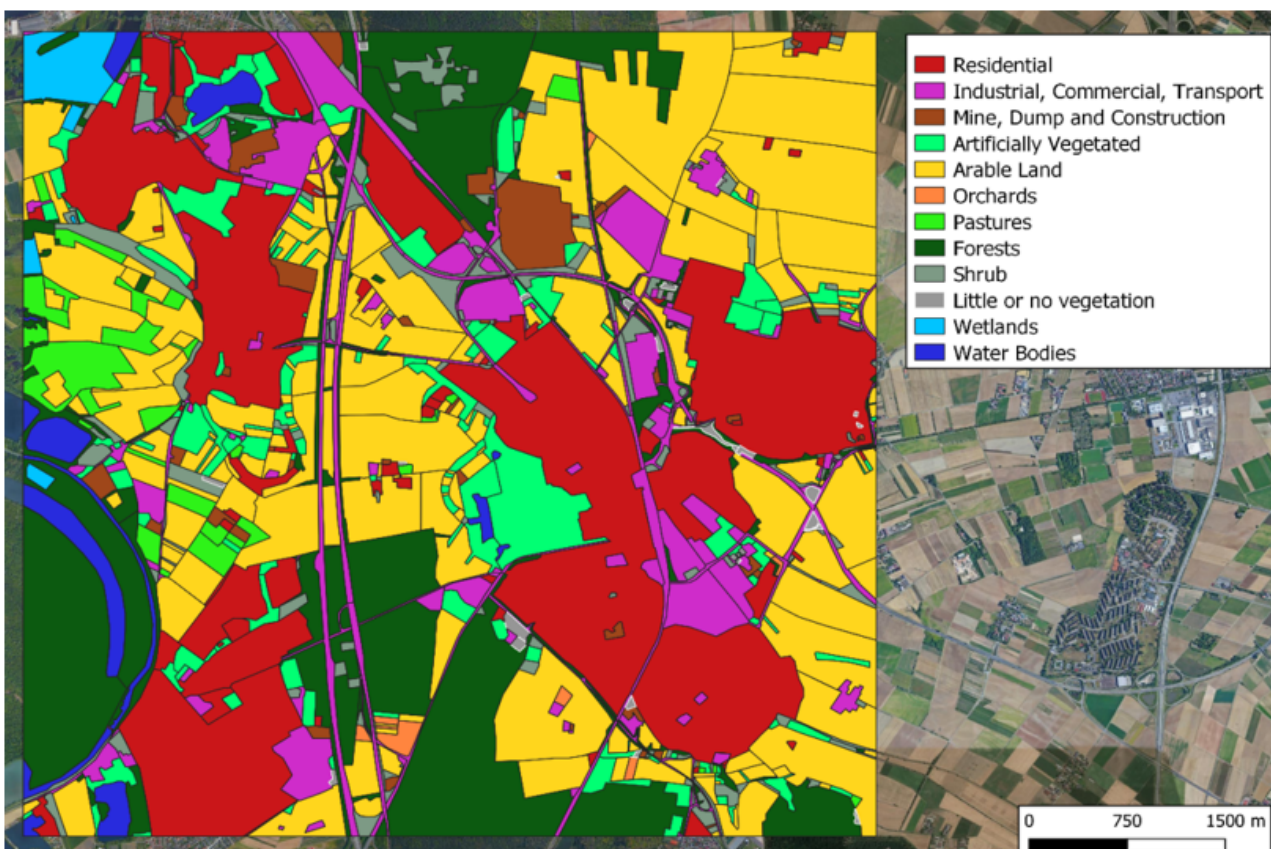 Residential
Industrial, Commercial, Transport
Mine, Dump and Construction
Artificially Vegetated
Arable Land
Orchards
Pastures
Forests
Shrub
Little or no vegetation
Wetlands
Water Bodies
0 750 1500 m